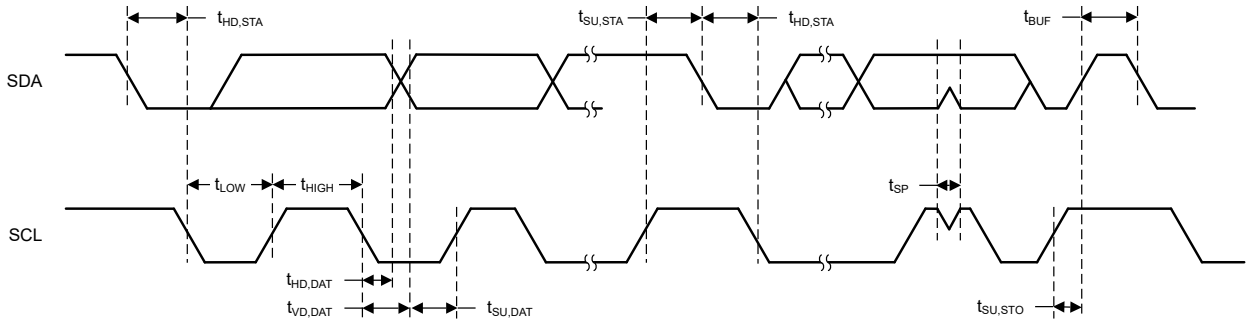 tHD,STA
tSU,STA
tHD,STA
tBUF
SDA
tLOW
tHIGH
tSP
SCL
tHD,DAT
tVD,DAT
tSU,DAT
tSU,STO